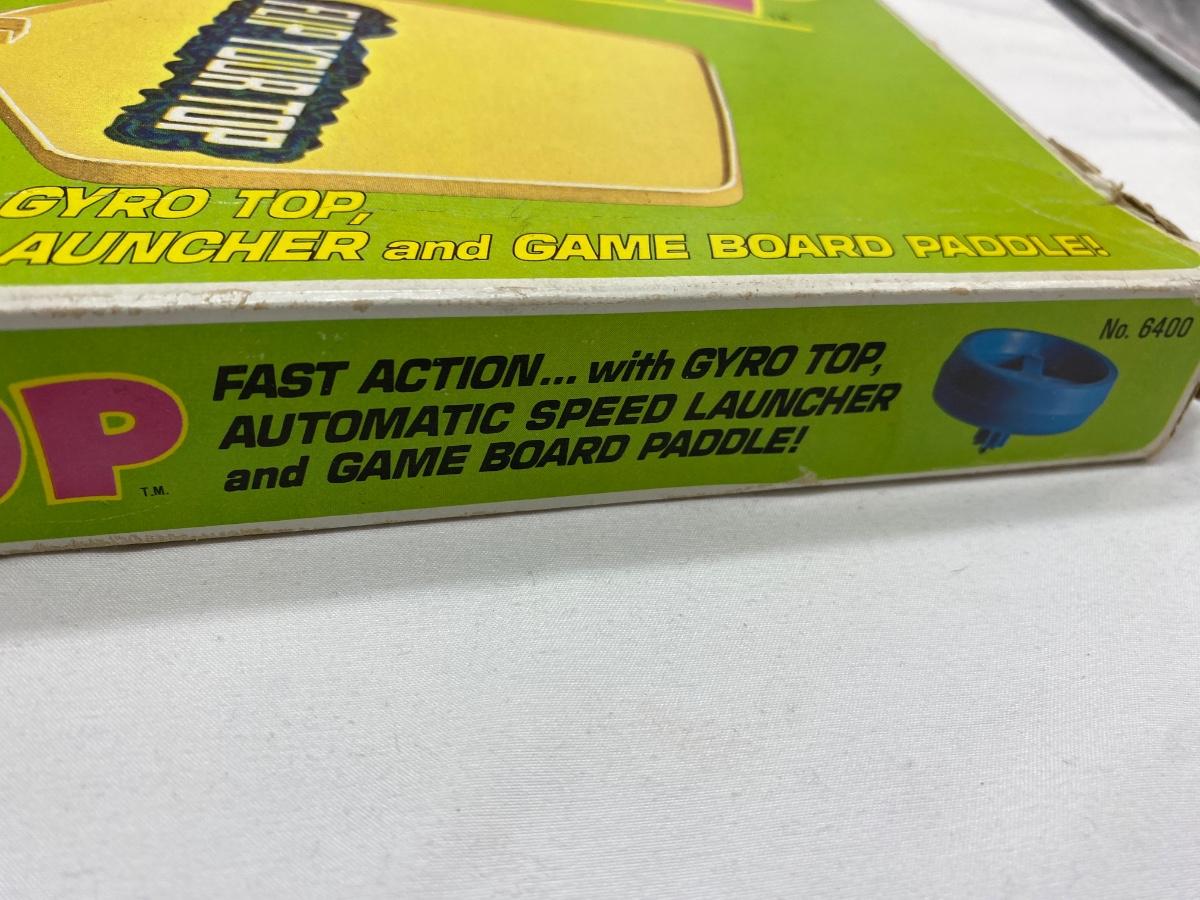 FLIP YOUR TOP
GYRO TOP,
AUNCHER and GAME BOARD PADDLE!
OP
T.M.
FAST ACTION... with GYRO TOP,
AUTOMATIC SPEED LAUNCHER
and GAME BOARD PADDLE!
No. 6400